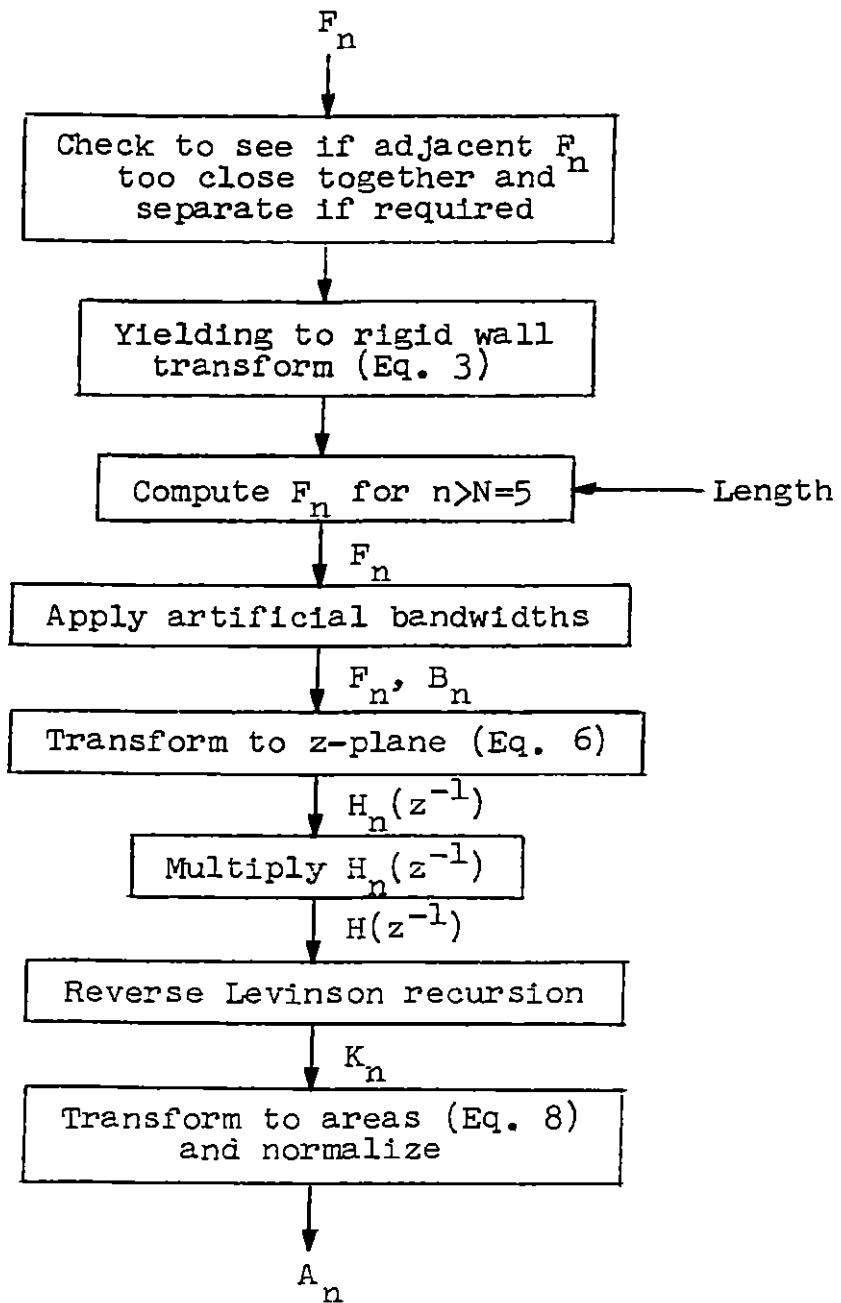 F_n
Check to see if adjacent F_n
too close together and
separate if required
Yielding to rigid wall
transform (Eq. 3)
Compute F_n for n>N=5
Length
F_n
Apply artificial bandwidths
F_n, B_n
Transform to z-plane (Eq. 6)
H_n(z^-1)
Multiply H_n(z^-1)
H(z^-1)
Reverse Levinson recursion
K_n
Transform to areas (Eq. 8)
and normalize
A_n